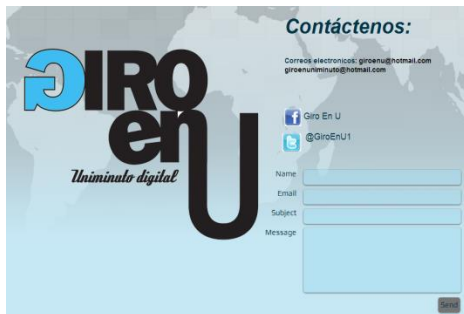 GIRO
en U
Uniminuto digital
Contáctenos:
Correos electronicos: giroenu@hotmail.com
giroenuniminuto@hotmail.com
Giro En U
@GiroEnU1
Name
Email
Subject
Message
Send